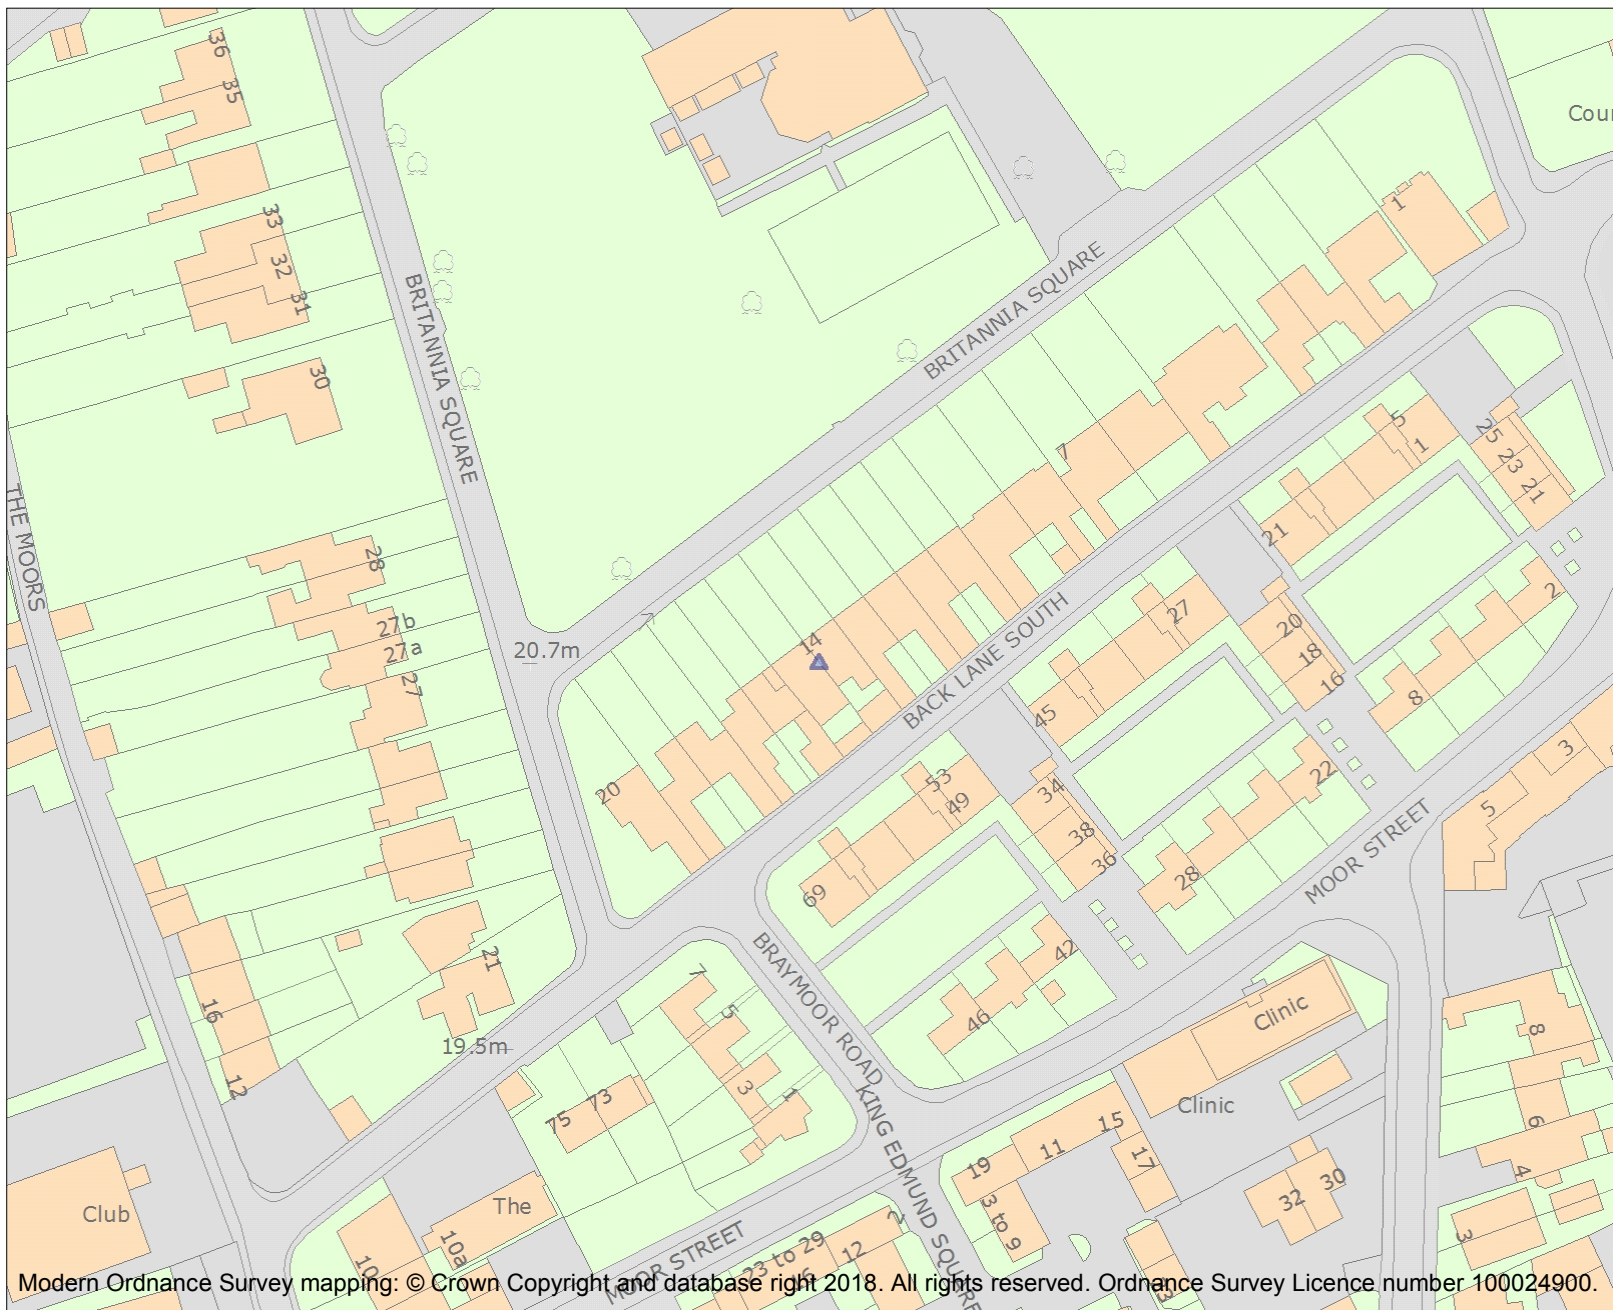 36
35
33
32
31
30
28
27b
27a
27
21
16
12
THE MOORS
BRITANNIA SQUARE
BRITANNIA SQUARE
20.7m
19.5m
1
7
14
20
BACK LANE SOUTH
5
1
25
23
21
21
27
20
18
16
2
8
45
53
49
34
38
36
22
28
69
42
46
MOOR STREET
3
5
BRAYMOOR ROAD
KING EDMUND SQUARE
7
5
3
1
75
73
Clinic
Clinic
15
11
19
17
3 to 9
32
30
8
6
4
3
Club
The
10a
10
MOOR STREET
23 to 29
12
2
Modern Ordnance Survey mapping: © Crown Copyright and database right 2018. All rights reserved. Ordnance Survey Licence number 100024900.